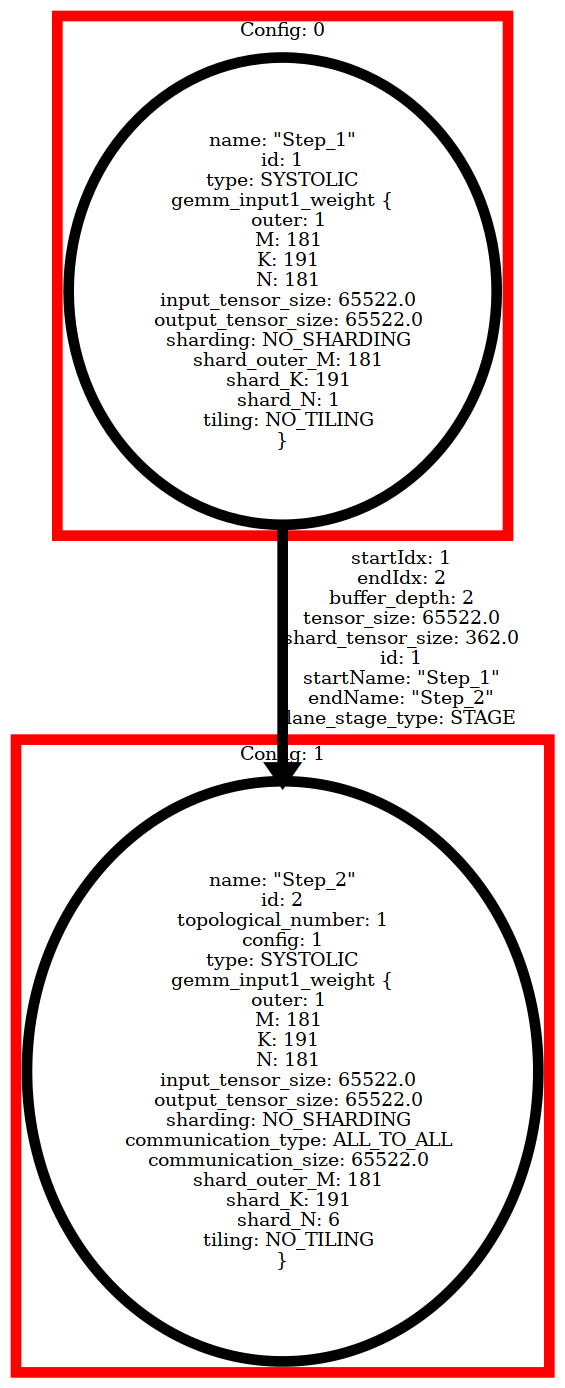 Config: 0
name: "Step_1"
id: 1
type: SYSTOLIC
gemm_input1_weight {
outer: 1
M: 181
K: 191
N: 181
input_tensor_size: 65522.0
output_tensor_size: 65522.0
sharding: NO_SHARDING
shard_outer_M: 181
shard_K: 191
shard_N: 1
tiling: NO_TILING
}
startIdx: 1
endIdx: 2
buffer_depth: 2
tensor_size: 65522.0
shard_tensor_size: 362.0
id: 1
startName: "Step_1"
endName: "Step_2"
lane_stage_type: STAGE
Config: 1
name: "Step_2"
id: 2
topological_number: 1
config: 1
type: SYSTOLIC
gemm_input1_weight {
outer: 1
M: 181
K: 191
N: 181
input_tensor_size: 65522.0
output_tensor_size: 65522.0
sharding: NO_SHARDING
communication_type: ALL_TO_ALL
communication_size: 65522.0
shard_outer_M: 181
shard_K: 191
shard_N: 6
tiling: NO_TILING
}